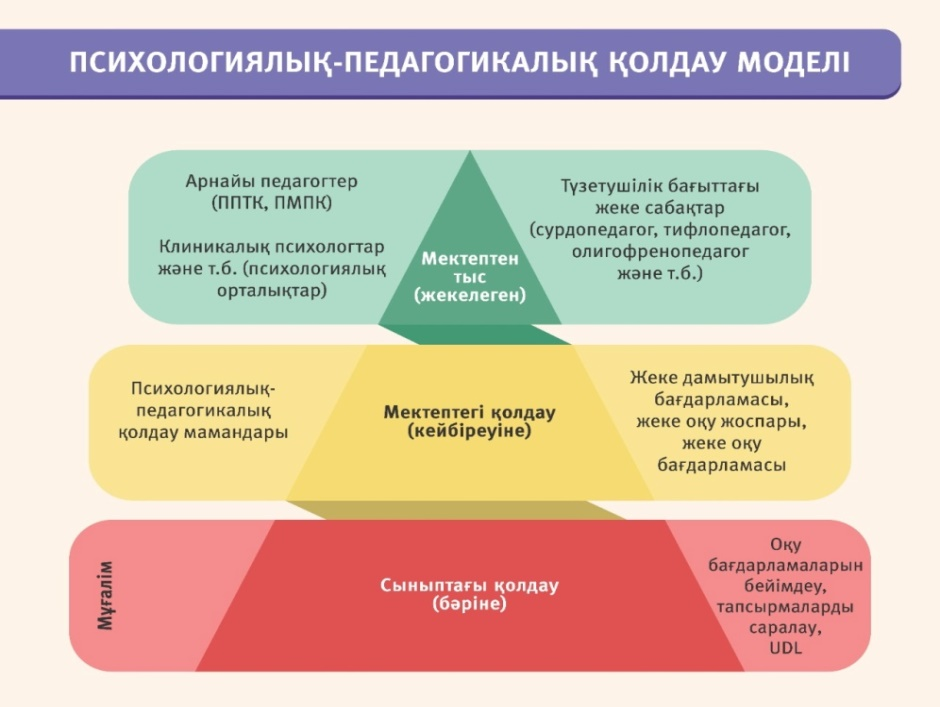 ПСИХОЛОГИЯЛЫҚ-ПЕДАГОГИКАЛЫҚ ҚОЛДАУ МОДЕЛІ
Арнайы педагогтер
(ППТК, ПМПК)
Клиникалық психологтар
және т.б. (психологиялық
орталықтар)
Мектептен
тыс
(жекелеген)
Түзетушілік бағыттағы
жеке сабақтар
(сурдопедагог, тифлопедагог,
олигофренопедагог
және т.б.)
Психологиялық-
педагогикалық
қолдау мамандары
Мектептегі қолдау
(кейбіреуіне)
Жеке дамытушылық
бағдарламасы,
жеке оқу жоспары,
жеке оқу
бағдарламасы
Мұғалім
Сыныптағы қолдау
(бәріне)
Оқу
бағдарламаларын
бейімдеу,
тапсырмаларды
саралау,
UDL